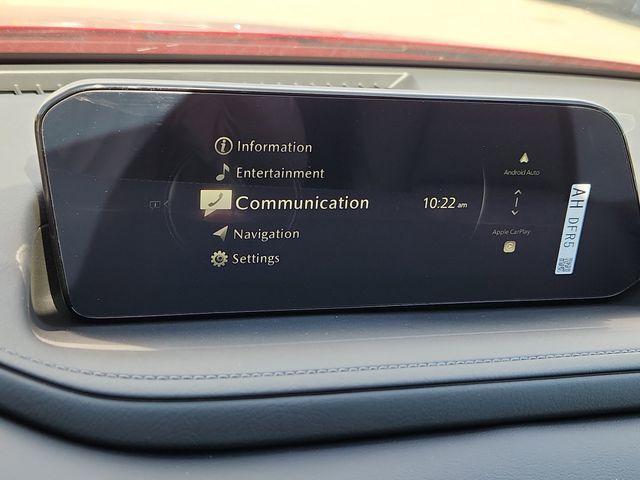 Information
Entertainment
Communication
Navigation
Settings
10:22 am
Android Auto
Apple CarPlay
AH DFR5